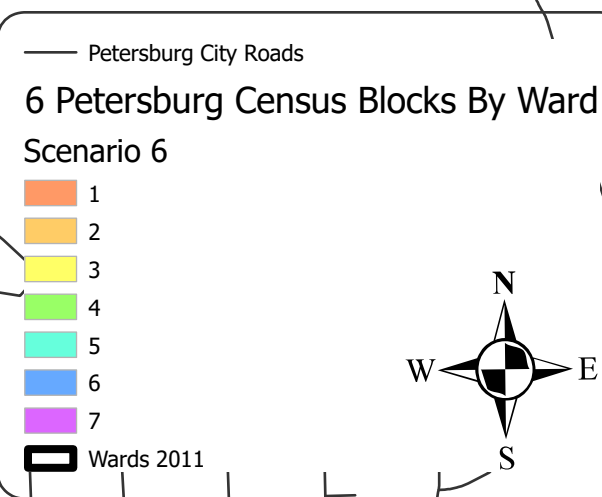 Petersburg City Roads
6 Petersburg Census Blocks By Ward
Scenario 6
1
2
3
4
5
6
7
Wards 2011
N
W E
S